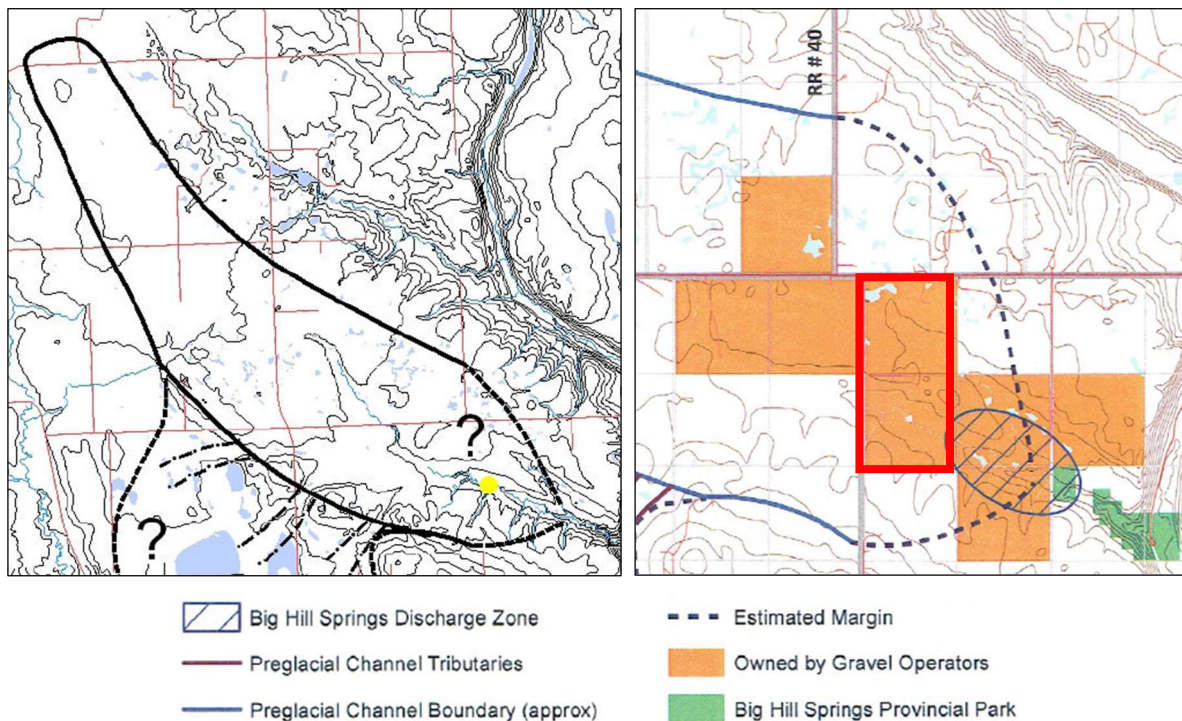 RR # 40
?
?
Big Hill Springs Discharge Zone
Estimated Margin
Preglacial Channel Tributaries
Owned by Gravel Operators
Preglacial Channel Boundary (approx)
Big Hill Springs Provincial Park